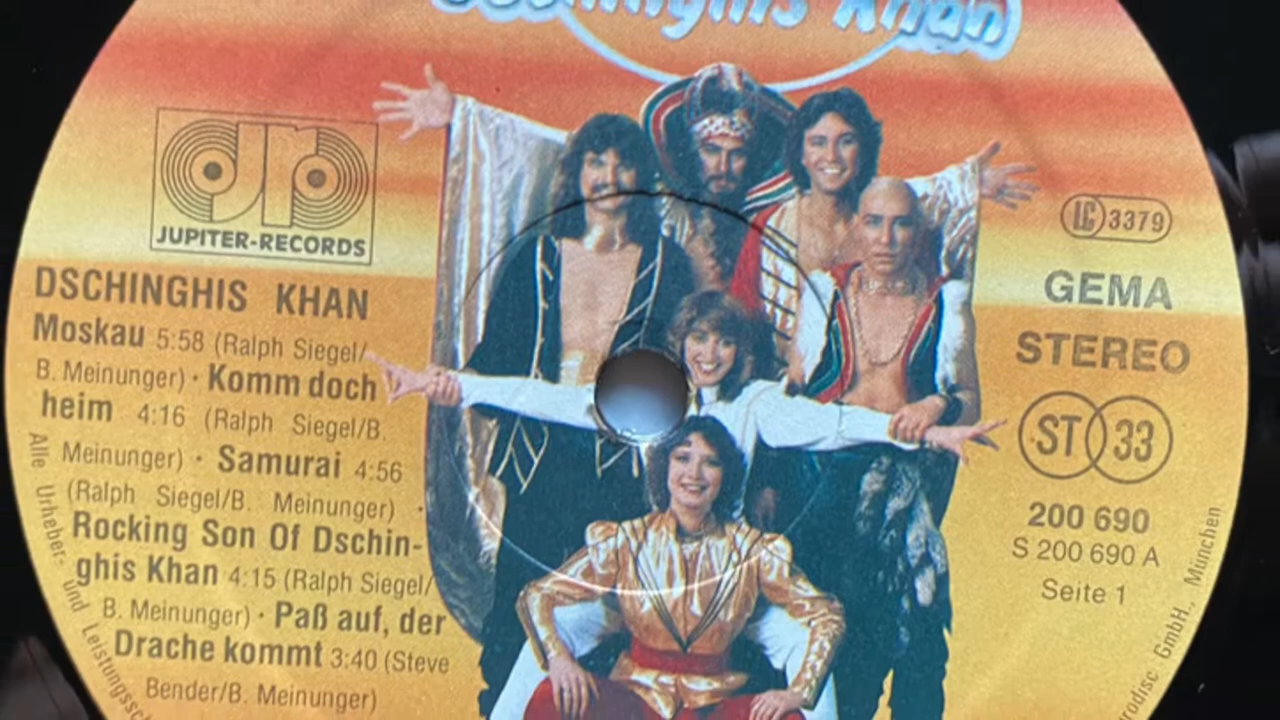 Dschinghis Khan
JUPITER-RECORDS
DSCHINGHIS KHAN
Moskau 5:58 (Ralph Siegel/
B. Meinunger) · Komm doch
heim 4:16 (Ralph Siegel/B.
Meinunger) · Samurai 4:56
(Ralph Siegel/B. Meinunger) ·
Rocking Son Of Dschin-
ghis Khan 4:15 (Ralph Siegel/
B. Meinunger) · Paß auf, der
Drache kommt 3:40 (Steve
Bender/B. Meinunger)
Alle Urheber- und
LC 3379
GEMA
STEREO
ST 33
200 690
S 200 690 A
Seite 1
GmbH., München